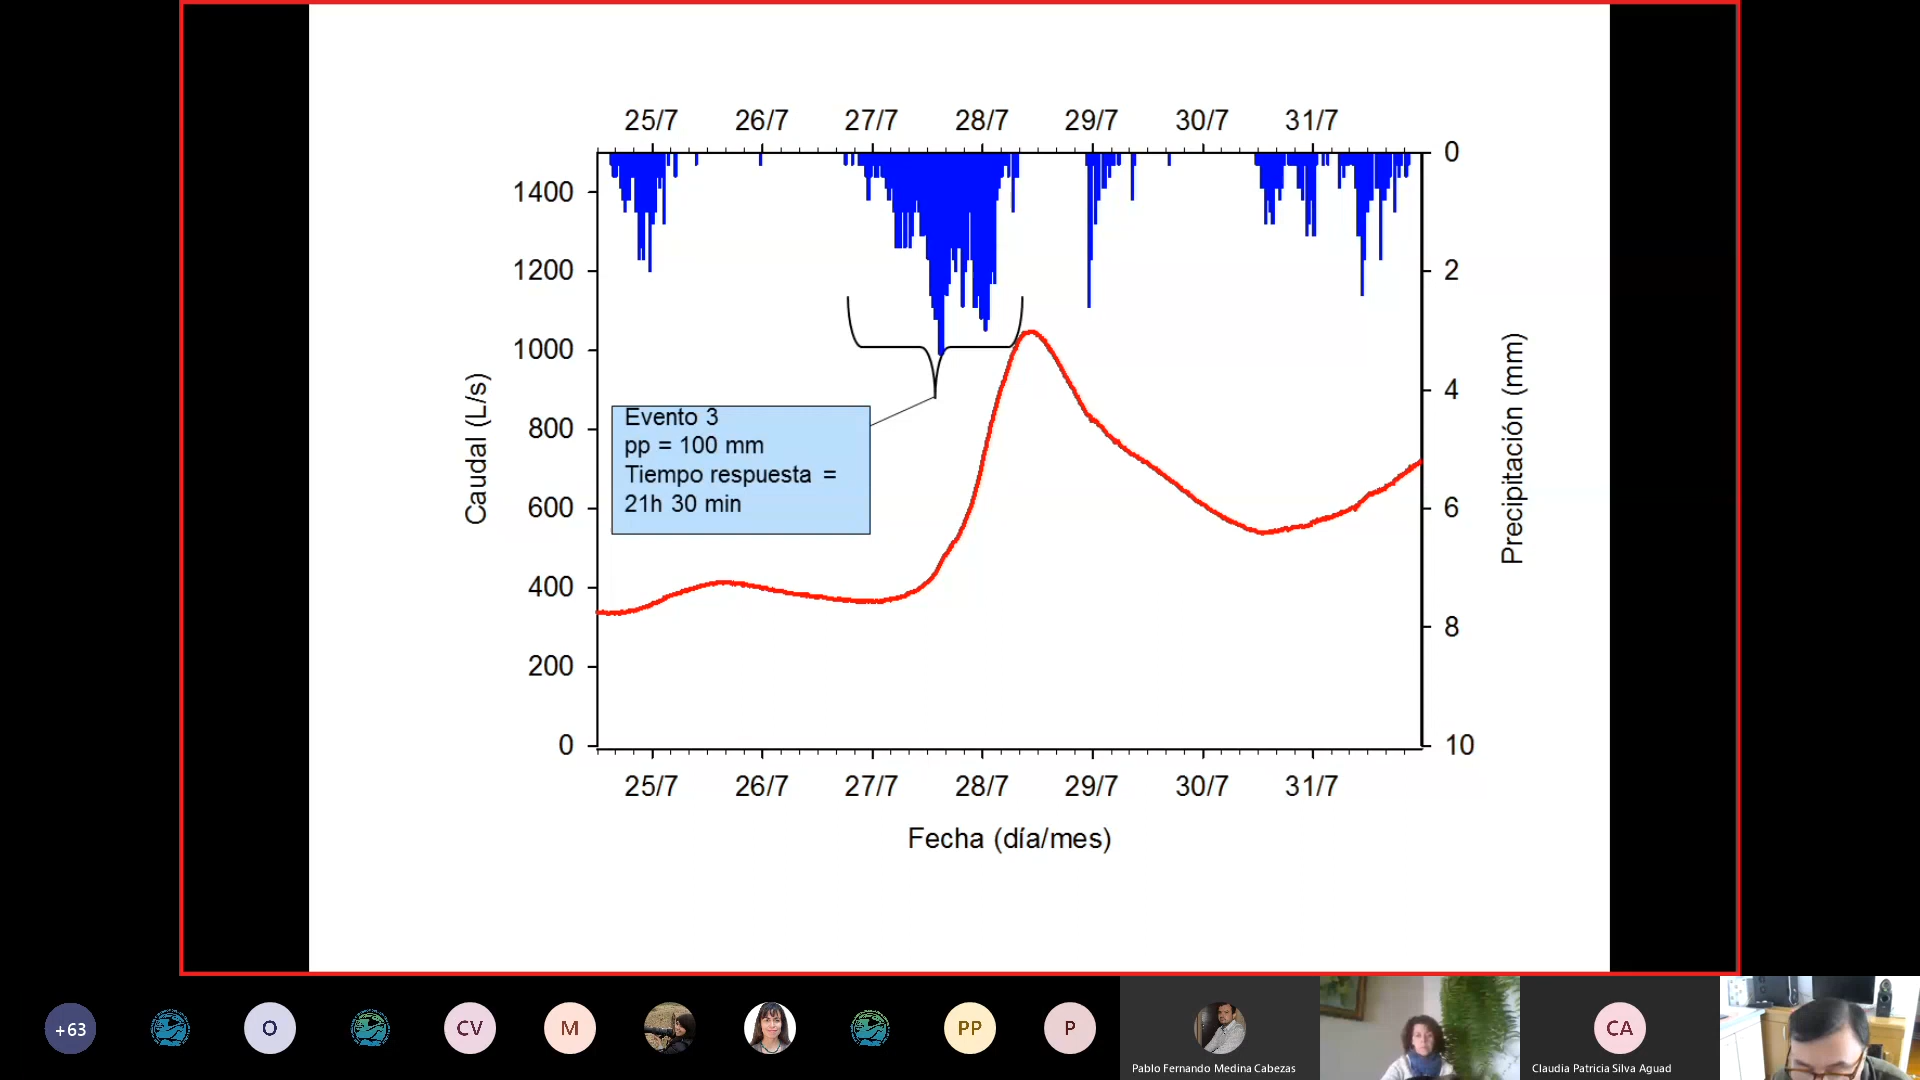 25/7 26/7 27/7 28/7 29/7 30/7 31/7
0
1400
1200
2
1000
4
800
600
6
400
8
200
0
10
Caudal (L/s)
Precipitación (mm)
Evento 3
pp = 100 mm
Tiempo respuesta =
21h 30 min
25/7 26/7 27/7 28/7 29/7 30/7 31/7
Fecha (día/mes)
+63
O
CV
M
PP
P
CA
Pablo Fernando Medina Cabezas
Claudia Patricia Silva Aguad